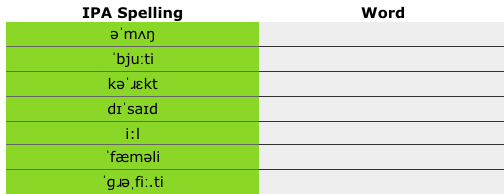 IPA Spelling Word
əˈmʌŋ
ˈbjuːti
kəˈɹɛkt
dɪˈsaɪd
iːl
ˈfæməli
ˈɡɹəˌfiː.ti